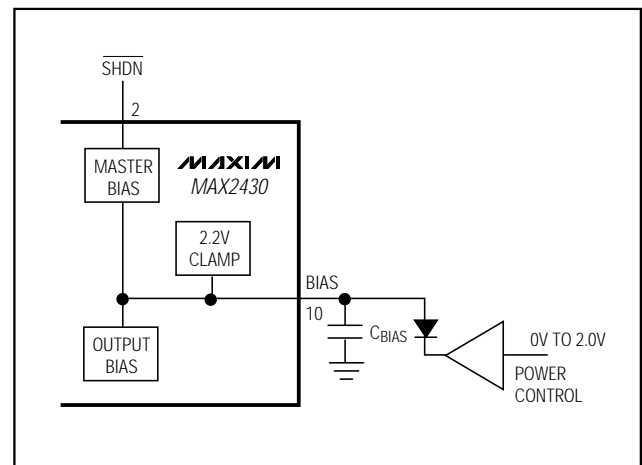 SHDN
2
MASTER
BIAS
MAXIM
MAX2430
2.2V
CLAMP
BIAS
10
CBIAS
OUTPUT
BIAS
0V TO 2.0V
POWER
CONTROL